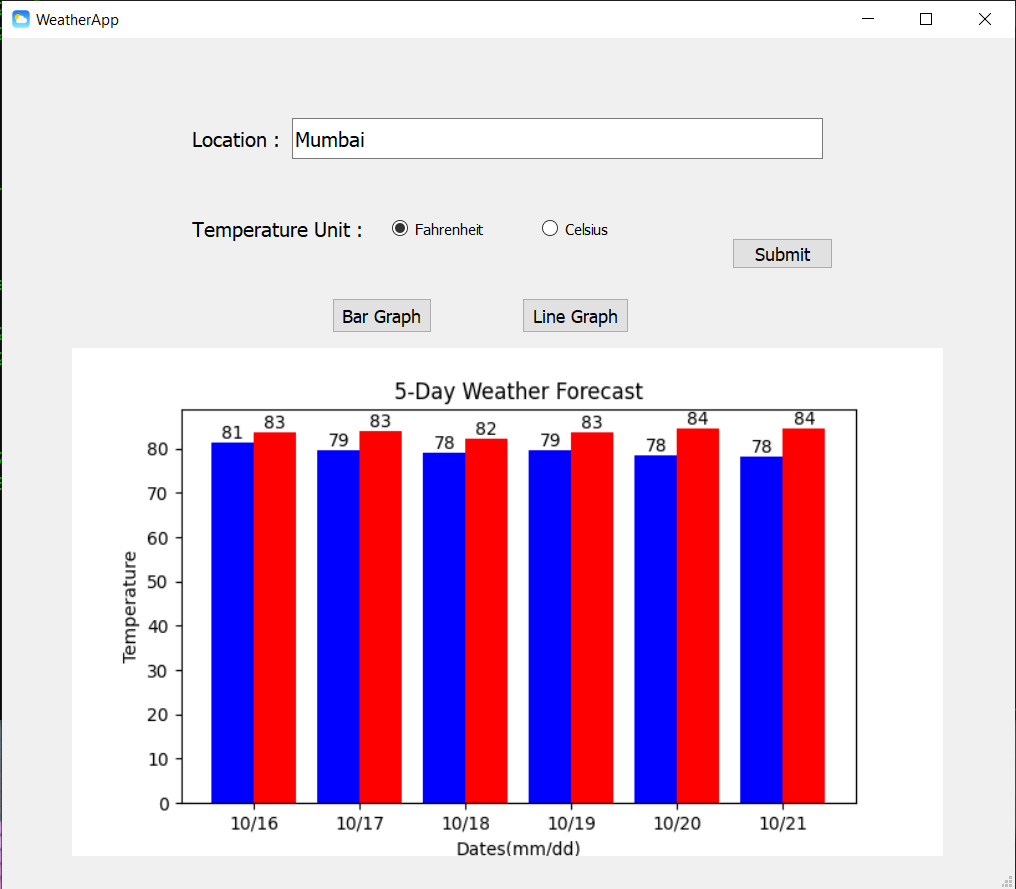 WeatherApp
Location :
Mumbai
Temperature Unit :
Fahrenheit
Celsius
Submit
Bar Graph
Line Graph
5-Day Weather Forecast
81 83 79 83 78 82 79 83 78 84 78 84
80
70
60
50
40
30
20
10
0
Temperature
10/16 10/17 10/18 10/19 10/20 10/21
Dates(mm/dd)